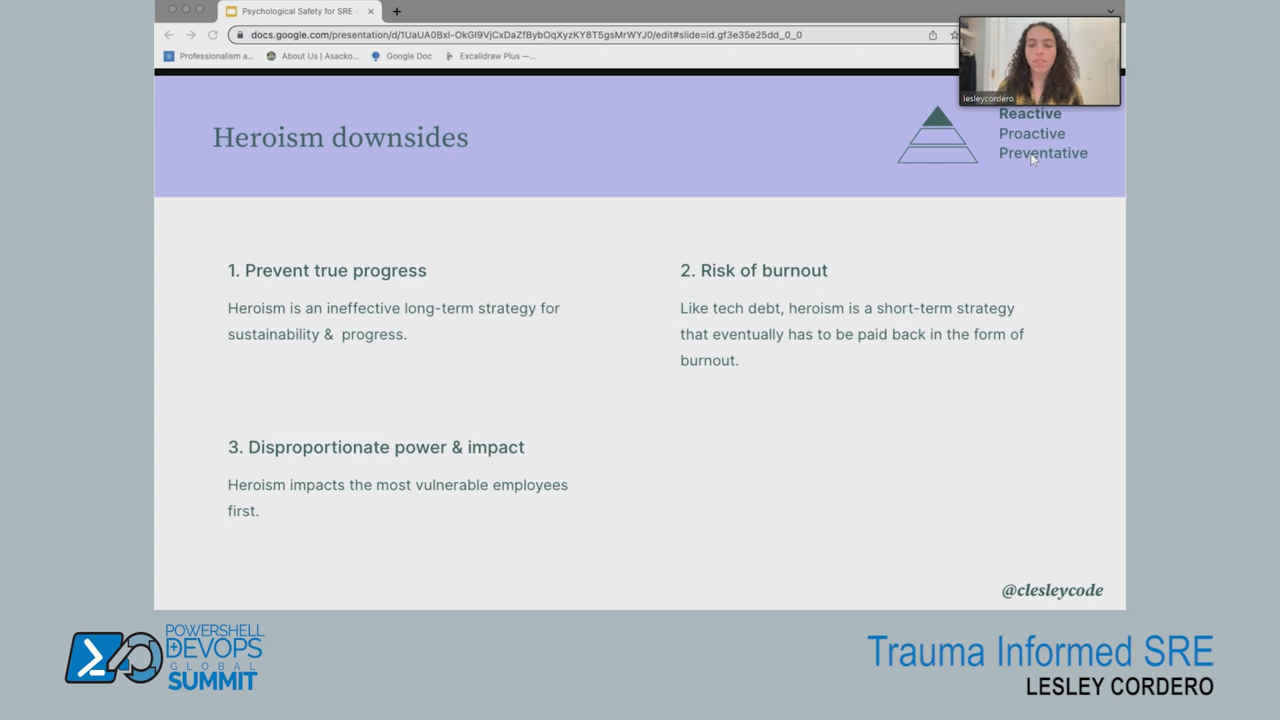 Psychological Safety for SRE -
docs.google.com/presentation/d/1UaUA0BxI-OkGI9VjCxDaZfBybOqXyzKY8T5gsMrWYJ0/edit#slide=id.gf3e35e25dd_0_0
Professionalism a...
About Us | Asacko...
Google Doc
Excalidraw Plus —...
lesleycordero
Heroism downsides
Reactive
Proactive
Preventative
1. Prevent true progress
Heroism is an ineffective long-term strategy for
sustainability & progress.
2. Risk of burnout
Like tech debt, heroism is a short-term strategy
that eventually has to be paid back in the form of
burnout.
3. Disproportionate power & impact
Heroism impacts the most vulnerable employees
first.
@clesleycode
POWERSHELL
DEVOPS
GLOBAL
SUMMIT
Trauma Informed SRE
LESLEY CORDERO